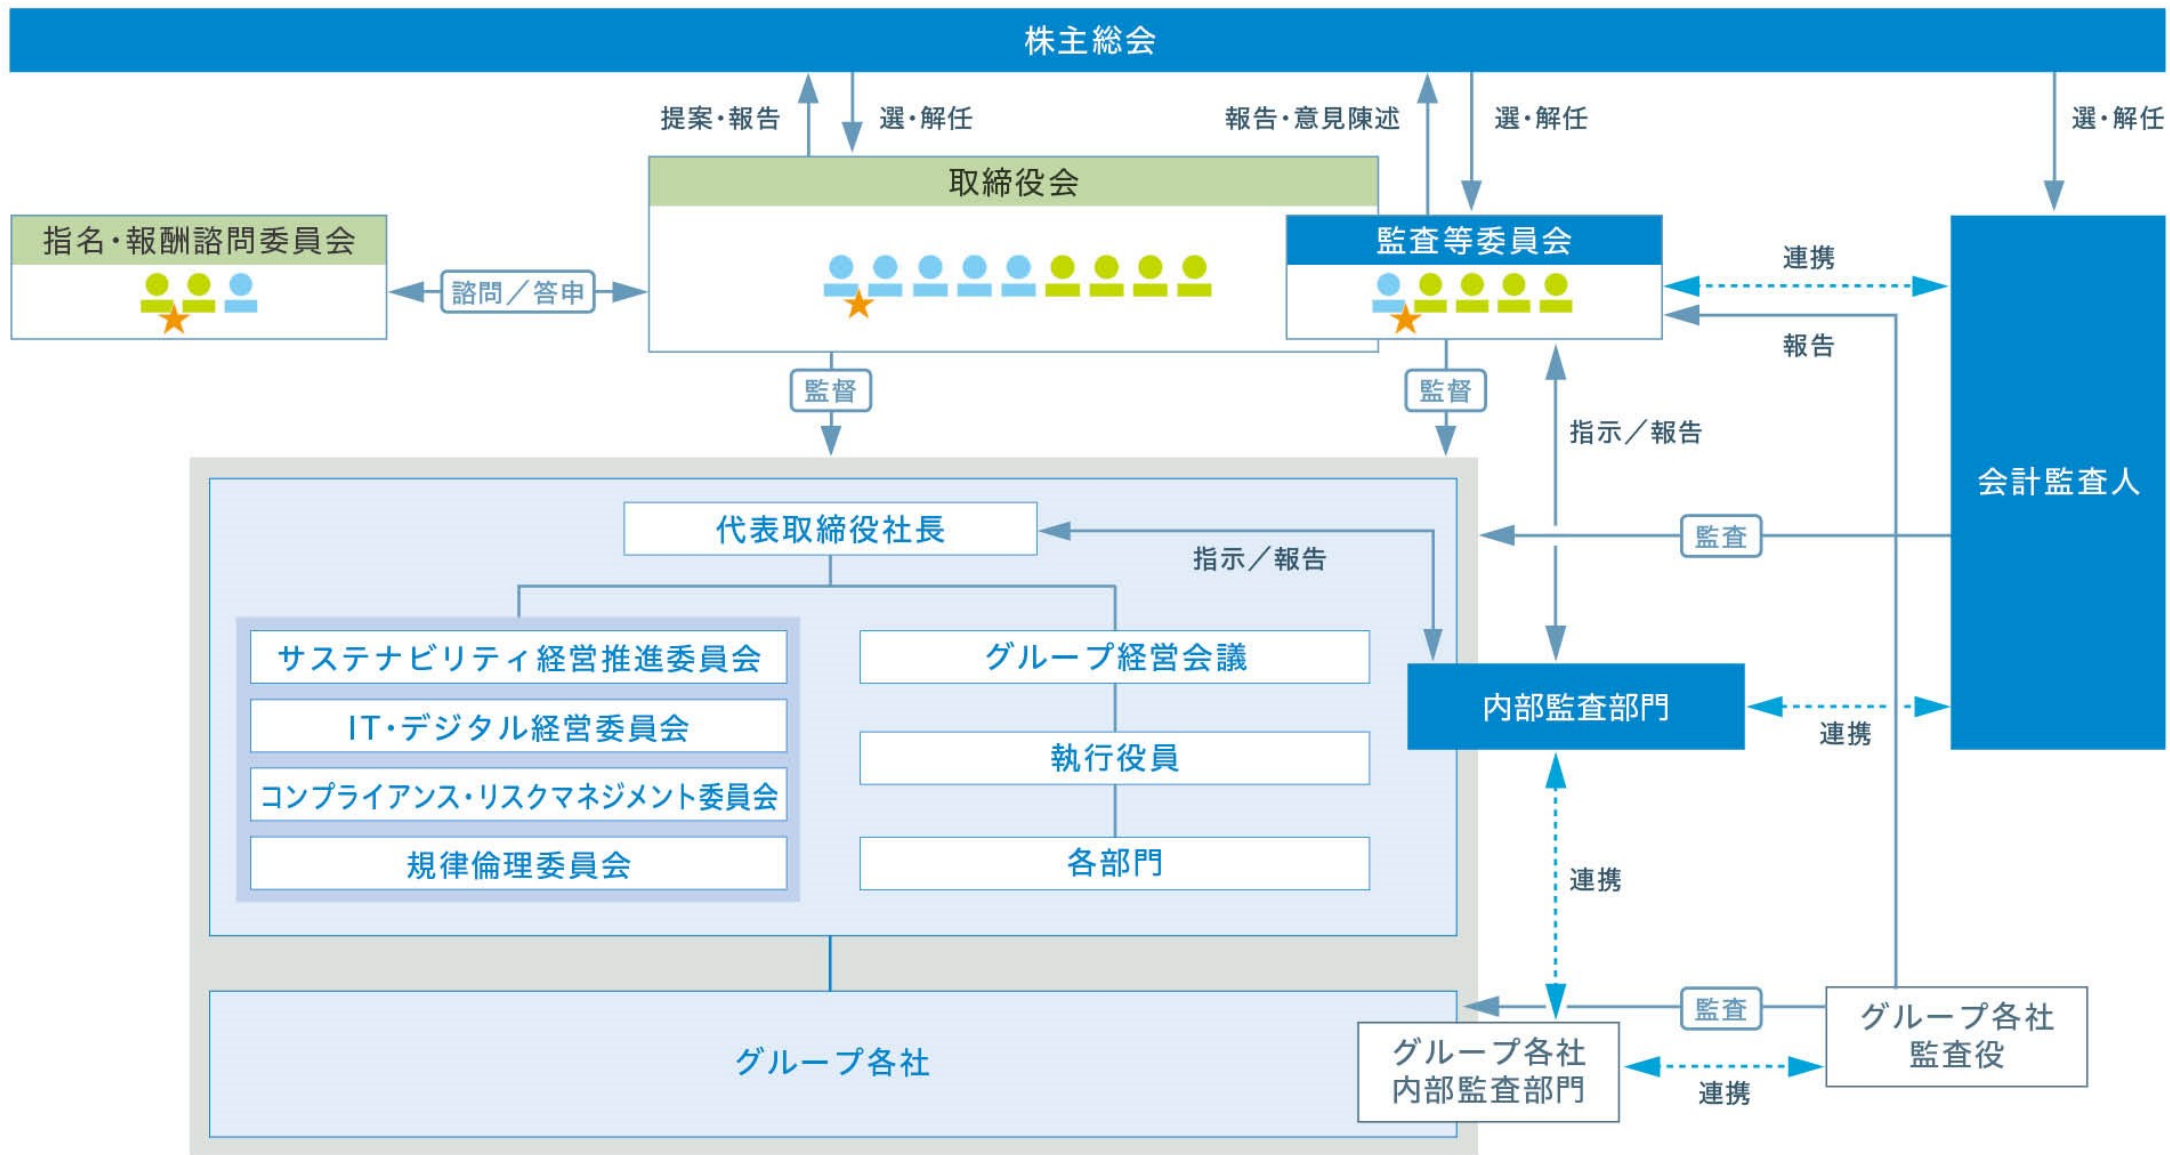 株主総会
提案・報告
選・解任
報告・意見陳述
選・解任
選・解任
取締役会
指名・報酬諮問委員会
監査等委員会
諮問／答申
連携
報告
監督
監督
指示／報告
会計監査人
代表取締役社長
監査
指示／報告
サステナビリティ経営推進委員会
グループ経営会議
IT・デジタル経営委員会
内部監査部門
連携
執行役員
コンプライアンス・リスクマネジメント委員会
規律倫理委員会
各部門
連携
監査
グループ各社
監査役
グループ各社
グループ各社
内部監査部門
連携